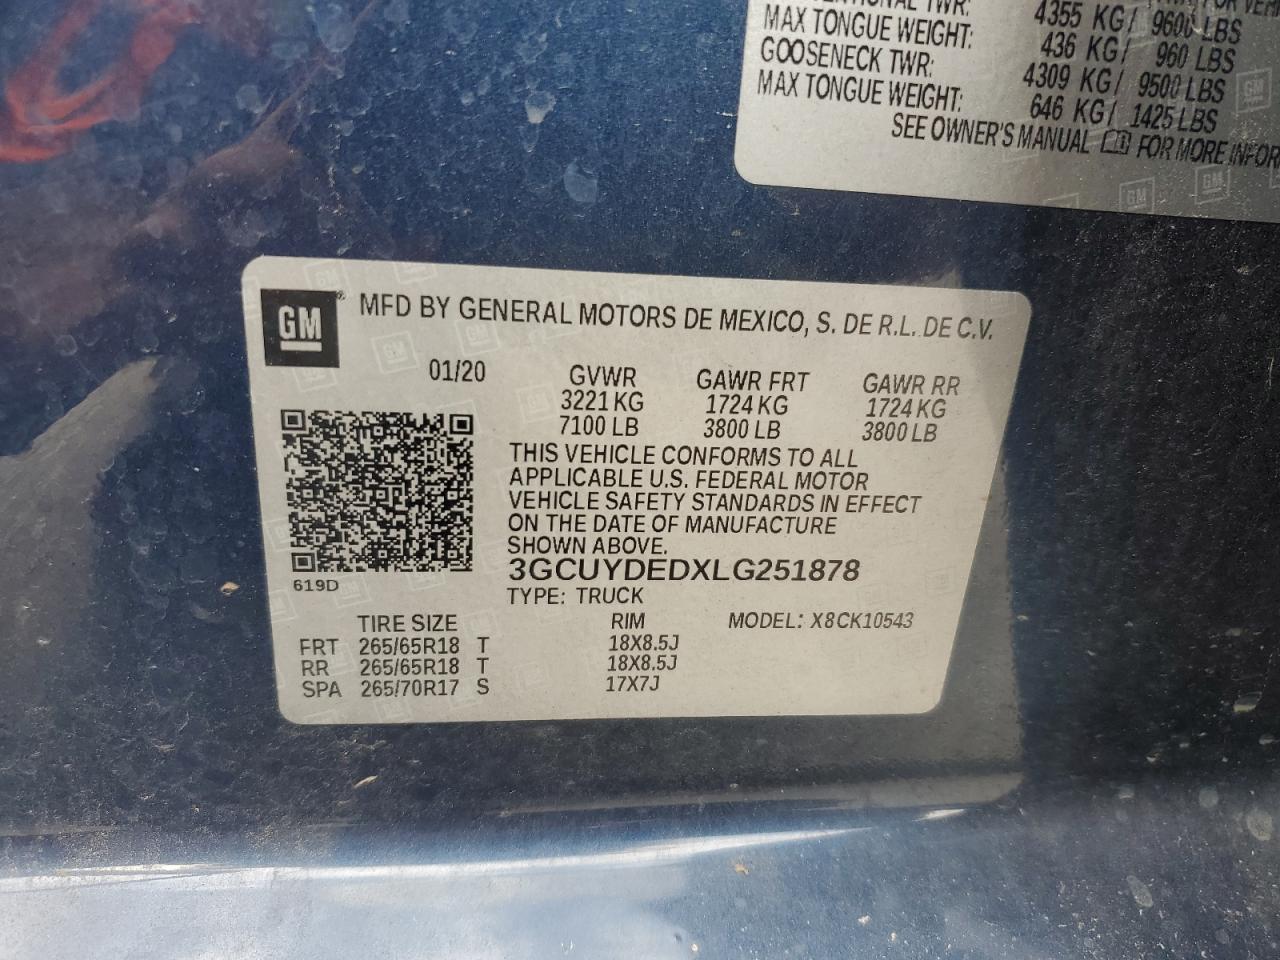 TWR:
4355 KG/ 9600 LBS
MAX TONGUE WEIGHT: 436 KG/ 960 LBS
GOOSENECK TWR: 4309 KG/ 9500 LBS
MAX TONGUE WEIGHT: 646 KG/ 1425 LBS
SEE OWNER'S MANUAL FOR MORE INFOR
GM® MFD BY GENERAL MOTORS DE MEXICO, S. DE R.L. DE C.V.
01/20 GVWR GAWR FRT GAWR RR
3221 KG 1724 KG 1724 KG
7100 LB 3800 LB 3800 LB
THIS VEHICLE CONFORMS TO ALL
APPLICABLE U.S. FEDERAL MOTOR
VEHICLE SAFETY STANDARDS IN EFFECT
ON THE DATE OF MANUFACTURE
SHOWN ABOVE.
3GCUYDEDXLG251878
619D TYPE: TRUCK
TIRE SIZE RIM MODEL: X8CK10543
FRT 265/65R18 T 18X8.5J
RR 265/65R18 T 18X8.5J
SPA 265/70R17 S 17X7J